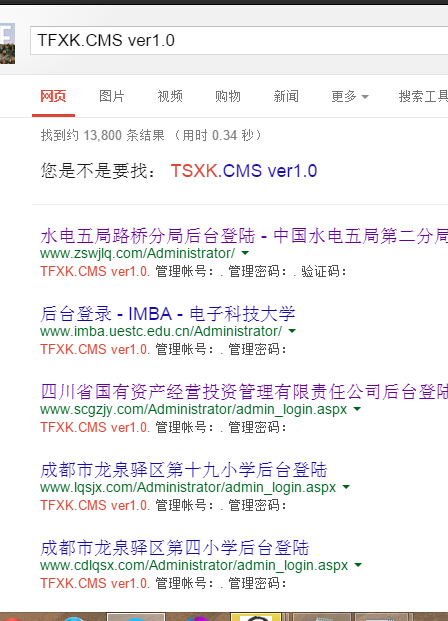 TFXK.CMS ver1.0
网页 图片 视频 购物 新闻 更多 搜索工具
找到约 13,800 条结果 （用时 0.34 秒）
您是不是要找： TSXK.CMS ver1.0
水电五局路桥分局后台登陆 - 中国水电五局第二分局
www.zswjlq.com/Administrator/
TFXK.CMS ver1.0. 管理帐号：. 管理密码：. 验证码：
后台登录 - IMBA - 电子科技大学
www.imba.uestc.edu.cn/Administrator/
TFXK.CMS ver1.0. 管理帐号：. 管理密码：
四川省国有资产经营投资管理有限责任公司后台登陆
www.scgzjy.com/Administrator/admin_login.aspx
TFXK.CMS ver1.0. 管理帐号：. 管理密码：
成都市龙泉驿区第十九小学后台登陆
www.lqsjx.com/Administrator/admin_login.aspx
TFXK.CMS ver1.0. 管理帐号：. 管理密码：
成都市龙泉驿区第四小学后台登陆
www.cdlqsx.com/Administrator/admin_login.aspx
TFXK.CMS ver1.0. 管理帐号：. 管理密码：